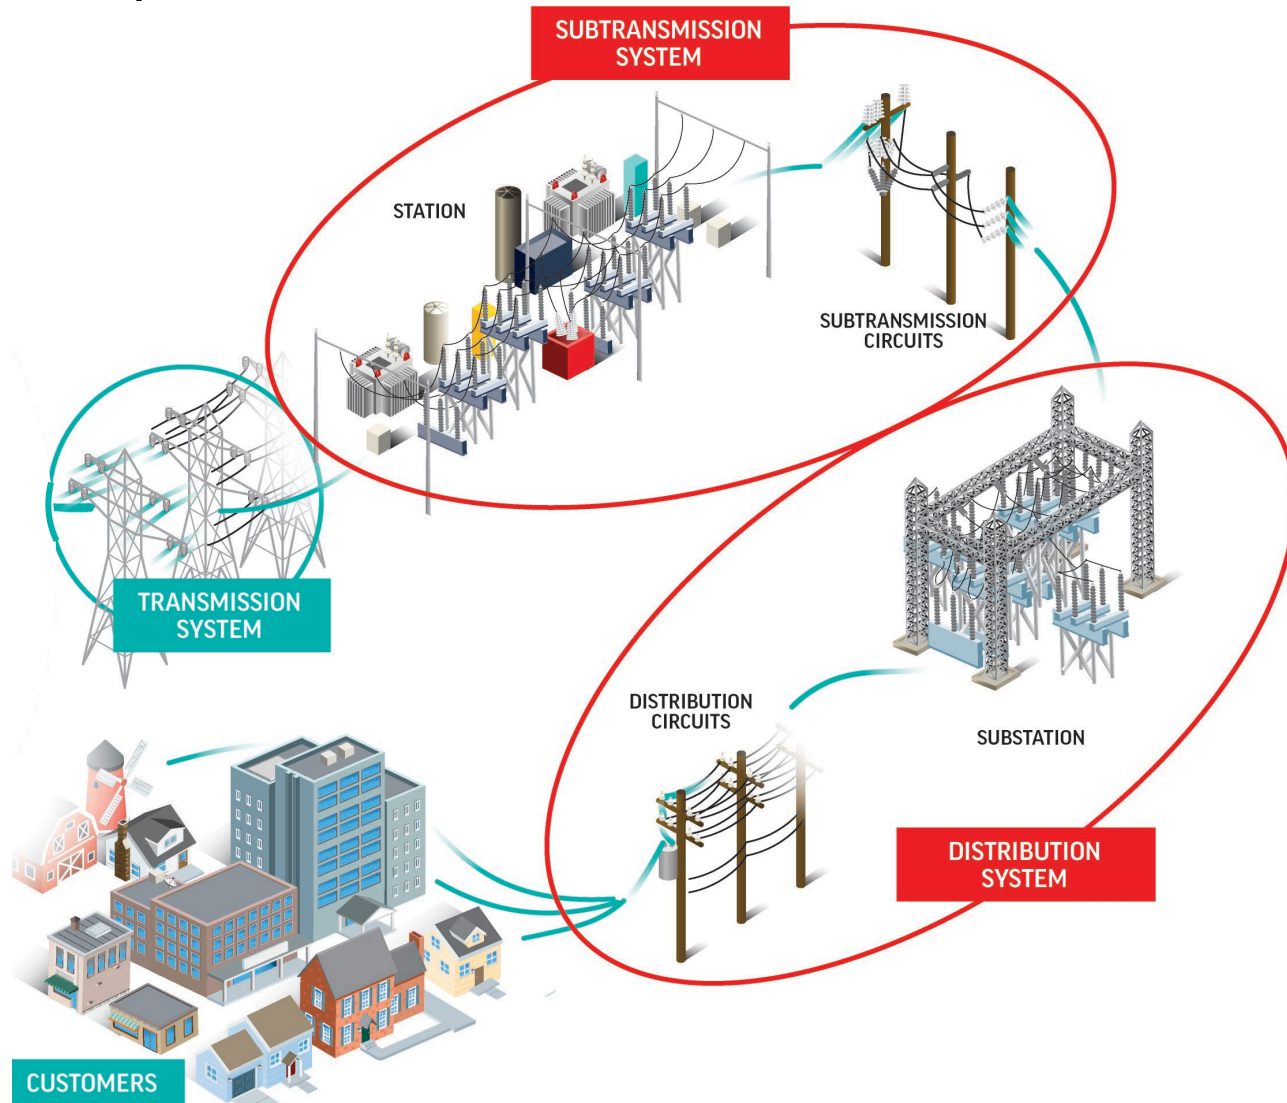 SUBTRANSMISSION
SYSTEM
STATION
SUBTRANSMISSION
CIRCUITS
TRANSMISSION
SYSTEM
DISTRIBUTION
CIRCUITS
SUBSTATION
DISTRIBUTION
SYSTEM
CUSTOMERS